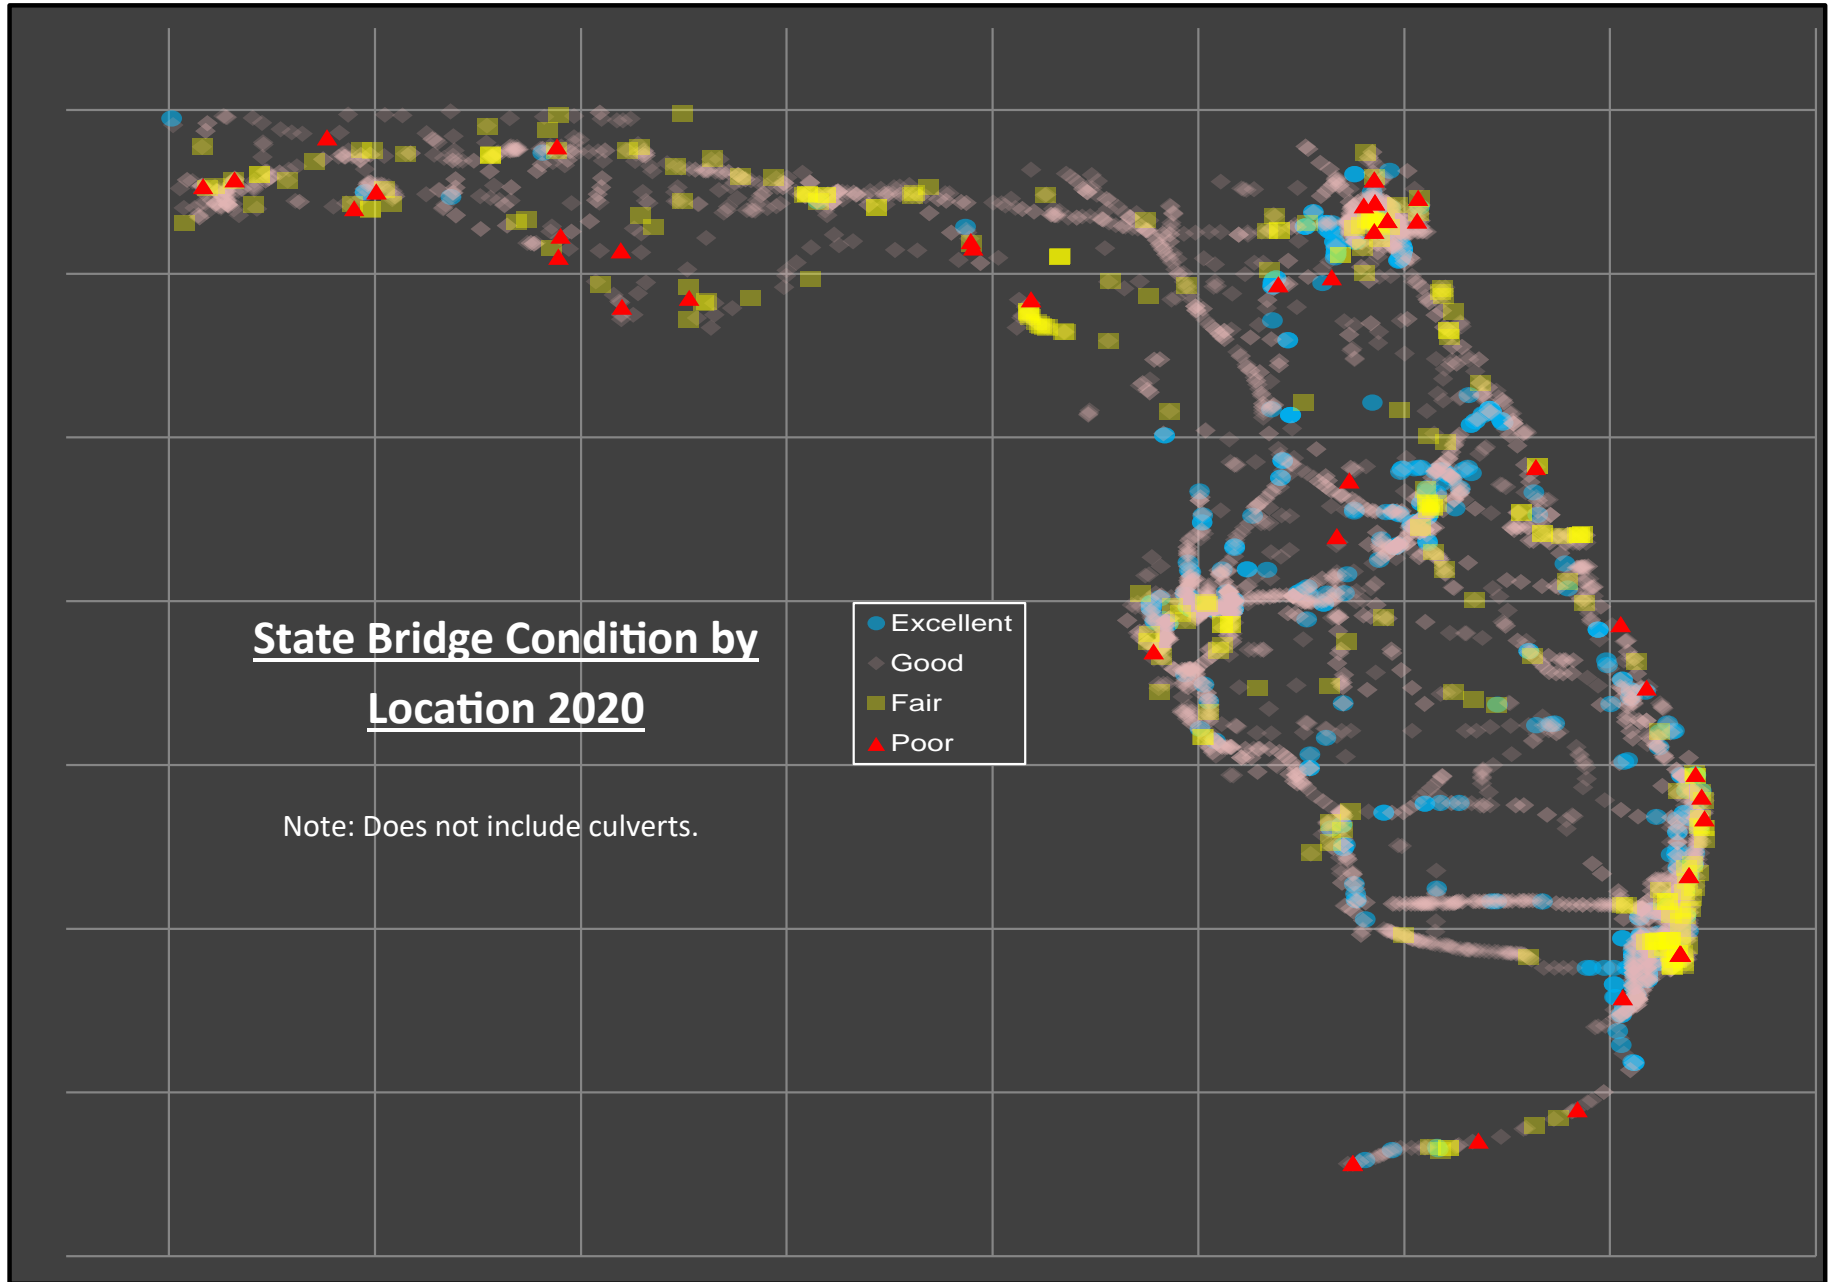 State Bridge Condition by
Location 2020
Note: Does not include culverts.
Excellent
Good
Fair
Poor